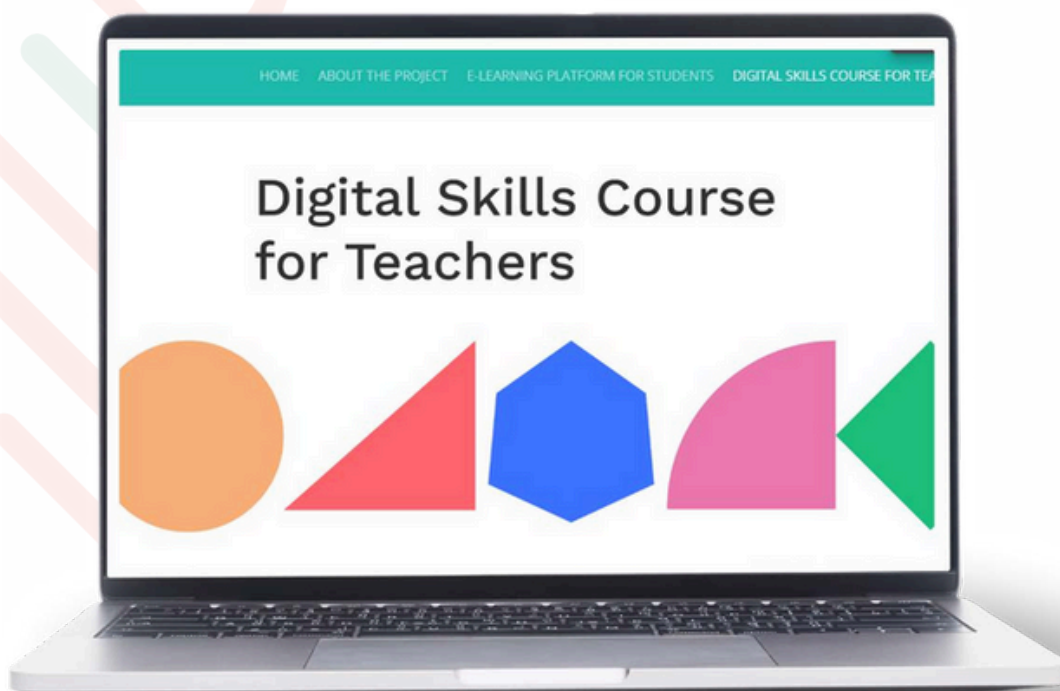 HOME ABOUT THE PROJECT E-LEARNING PLATFORM FOR STUDENTS DIGITAL SKILLS COURSE FOR TEA
Digital Skills Course
for Teachers